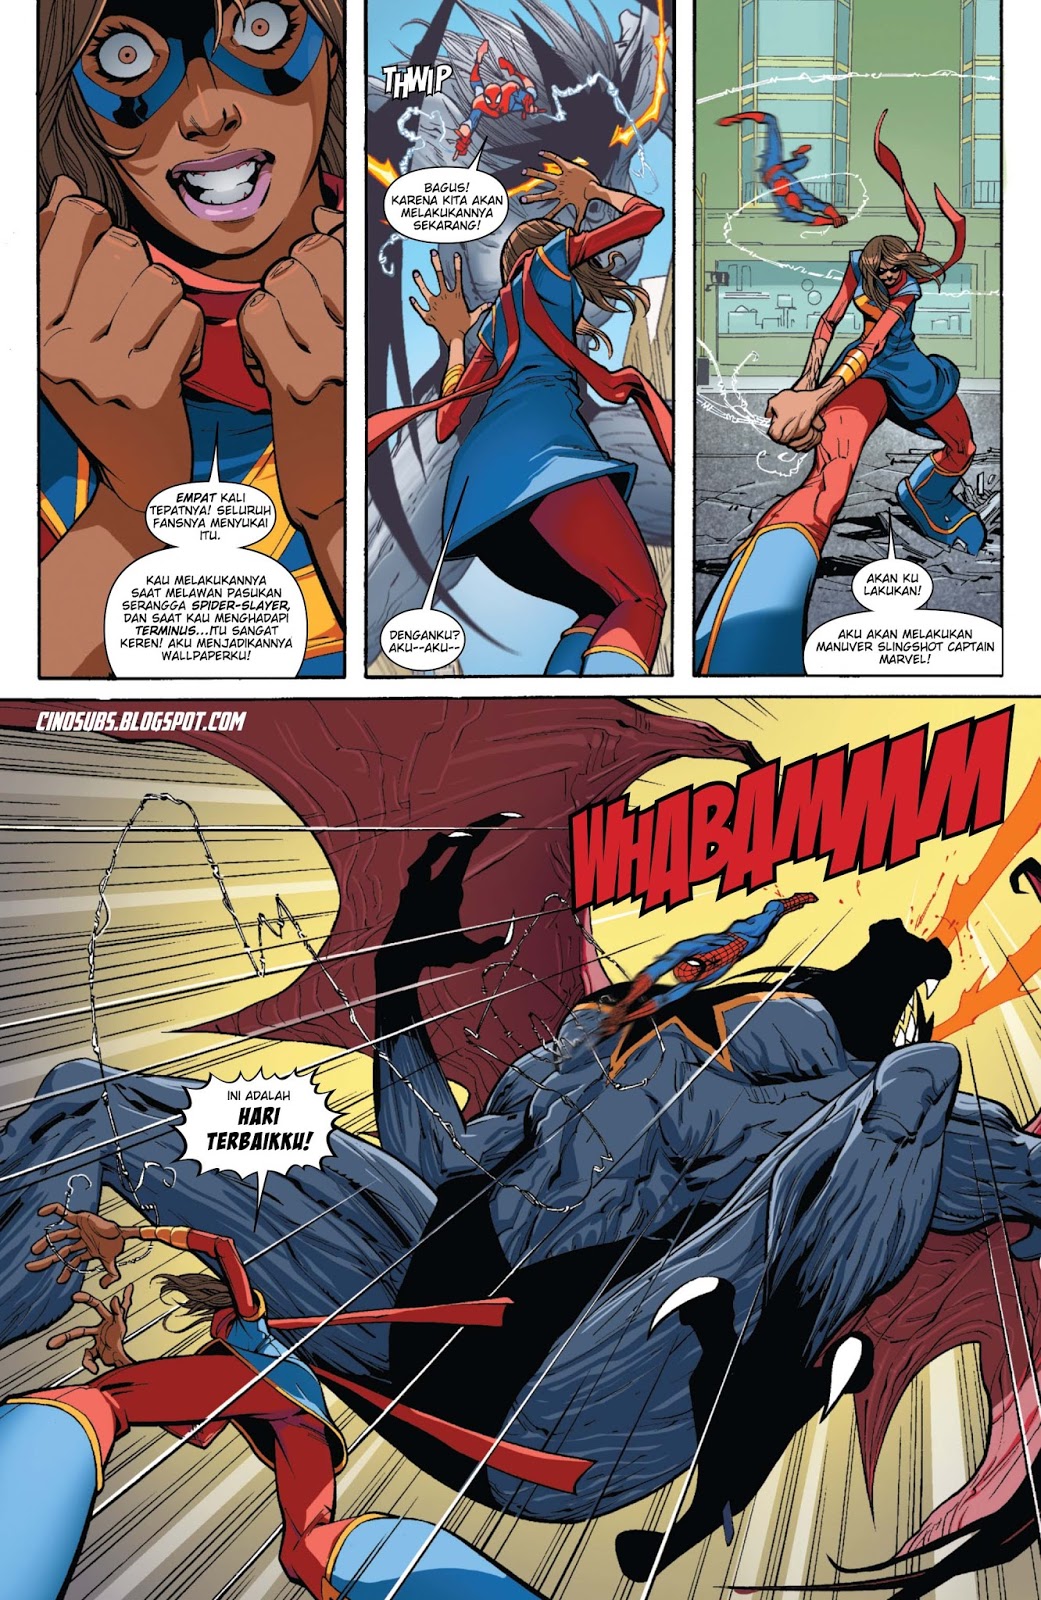 EMPAT KALI
TEPATNYA! SELURUH
FANSNYA MENYUKAI
ITU.
KAU MELAKUKANNYA
SAAT MELAWAN PASUKAN
SERANGGA SPIDER-SLAYER,
DAN SAAT KAU MENGHADAPI
TERMINUS...ITU SANGAT
KEREN! AKU MENJADIKANNYA
WALLPAPERKU!
THWIP
BAGUS!
KARENA KITA AKAN
MELAKUKANNYA
SEKARANG!
DENGANKU?
AKU--AKU--
AKAN KU
LAKUKAN!
AKU AKAN MELAKUKAN
MANUVER SLINGSHOT CAPTAIN
MARVEL!
CINOSUBS.BLOGSPOT.COM
WHABAMMMM
INI ADALAH
HARI
TERBAIKKU!